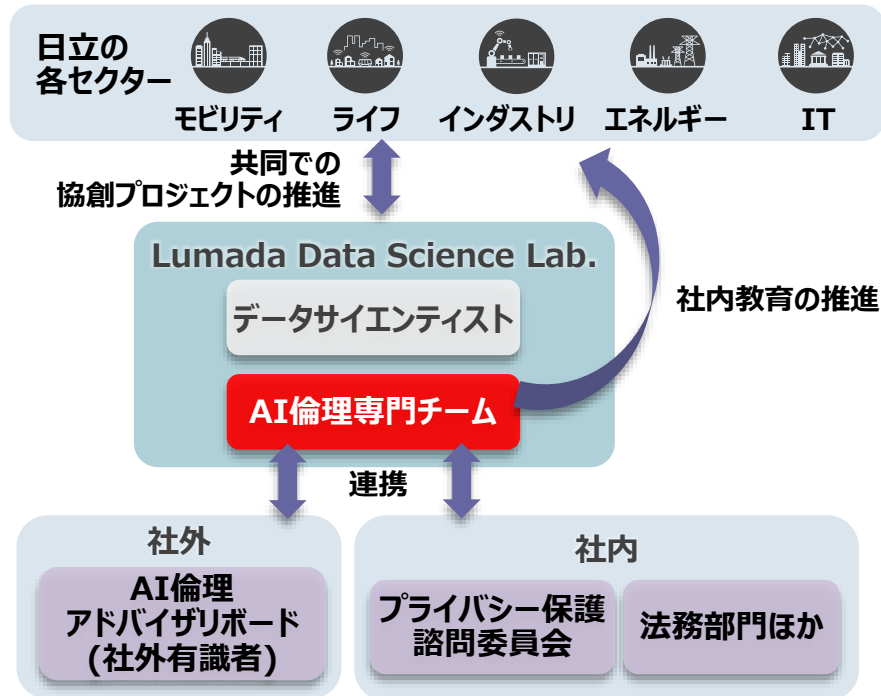 日立の
各セクター
モビリティ
ライフ
インダストリ
エネルギー
IT
共同での
協創プロジェクトの推進
Lumada Data Science Lab.
データサイエンティスト
社内教育の推進
AI倫理専門チーム
連携
社外
AI倫理
アドバイザリボード
(社外有識者)
社内
プライバシー保護
諮問委員会
法務部門ほか